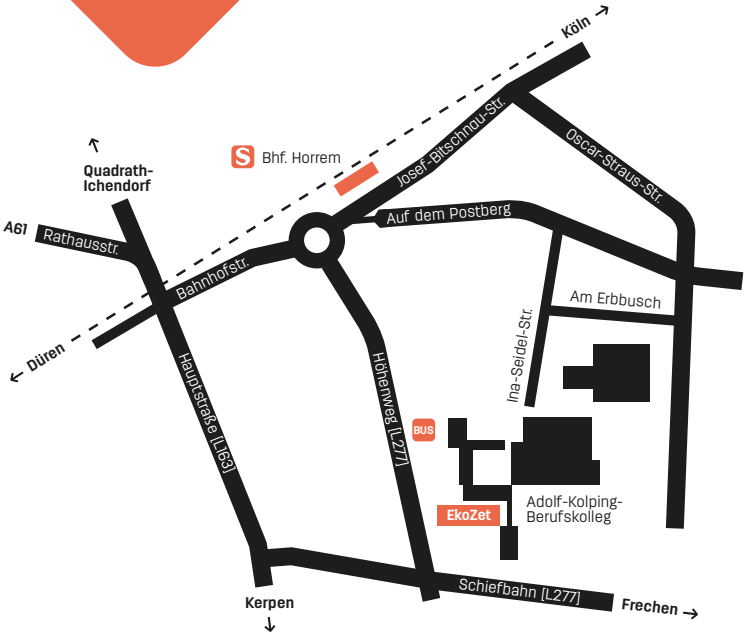 Köln
Oscar-Straus-Str.
Josef-Bitschnau-Str.
S Bhf. Horrem
Quadrath-
Ichendorf
A61
Rathausstr.
Auf dem Postberg
Bahnhofstr.
Am Erbbusch
Ina-Seidel-Str.
Düren
Hauptstraße [L163]
Höhenweg [L277]
BUS
EkoZet
Adolf-Kolping-
Berufskolleg
Schiefbahn [L277]
Kerpen
Frechen